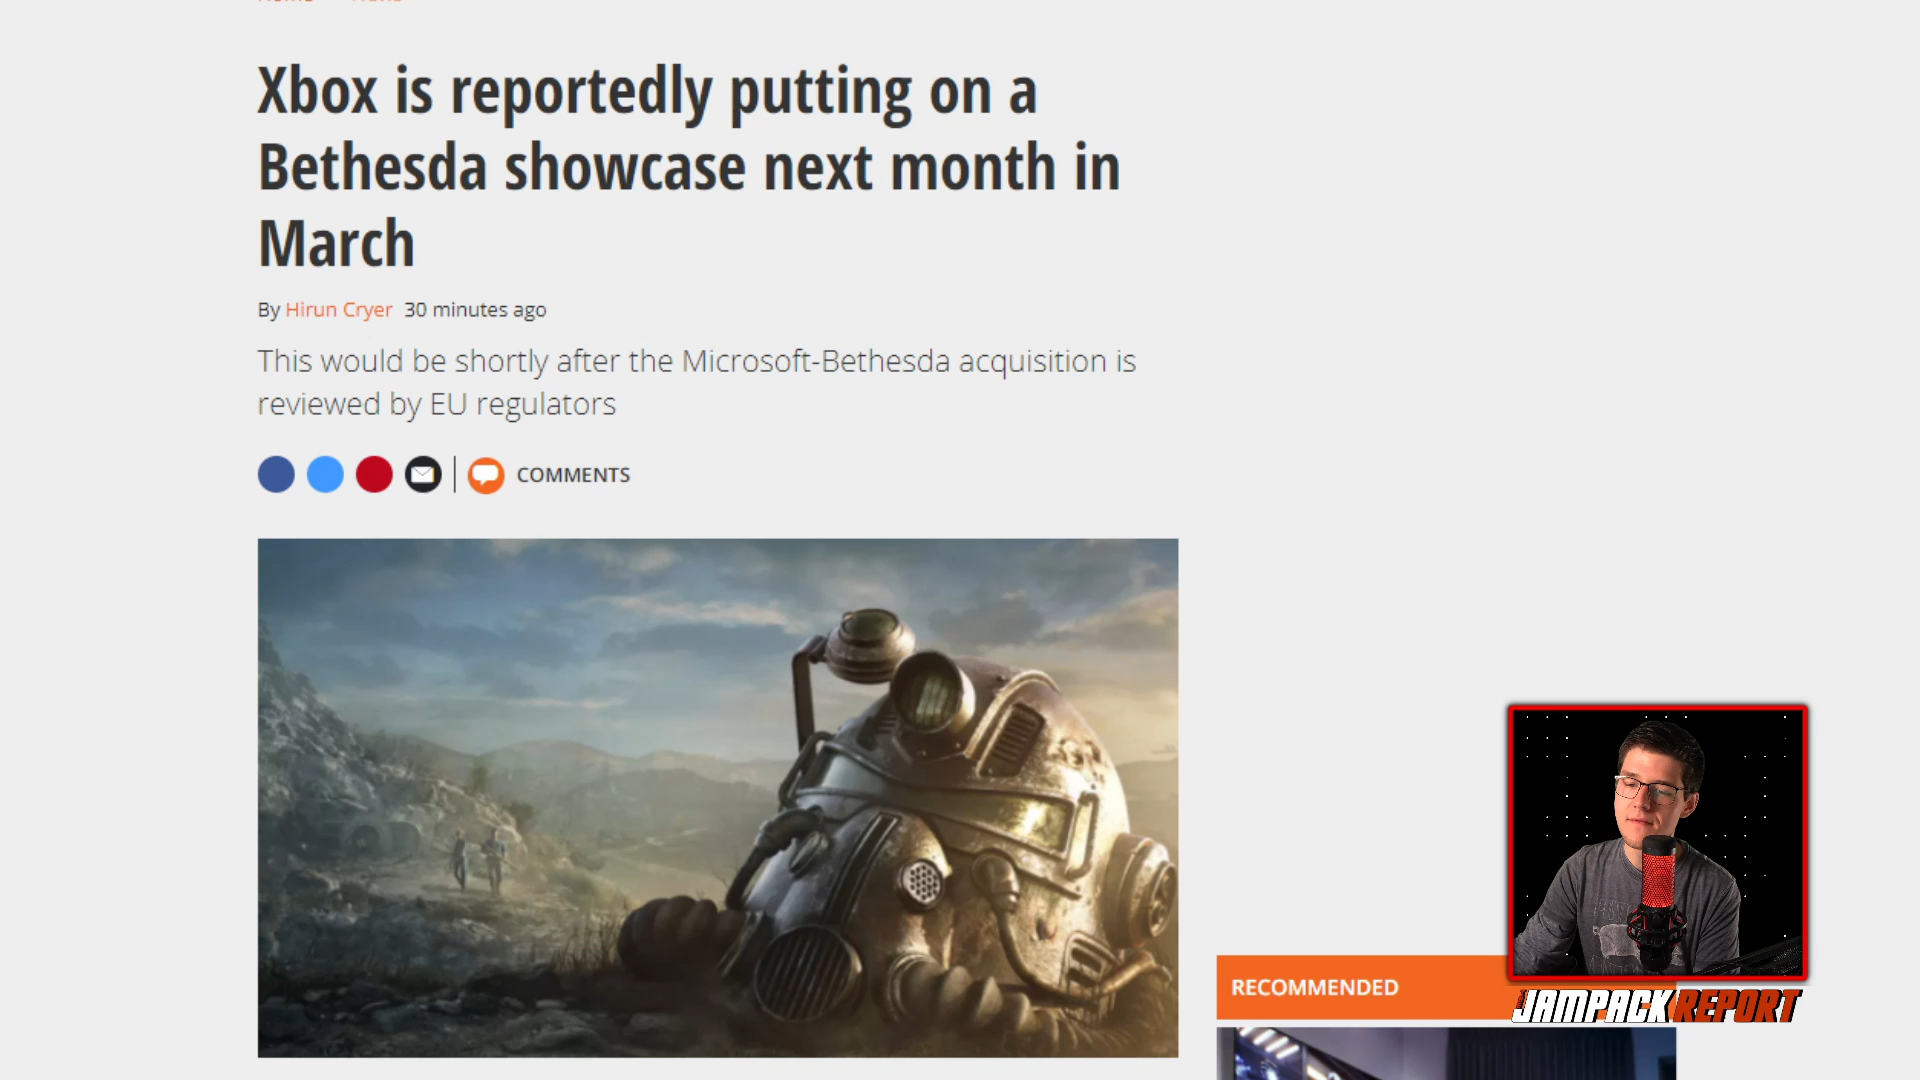 Xbox is reportedly putting on a
Bethesda showcase next month in
March
By Hirun Cryer 30 minutes ago
This would be shortly after the Microsoft-Bethesda acquisition is
reviewed by EU regulators
COMMENTS
RECOMMENDED
JAMPACK REPORT